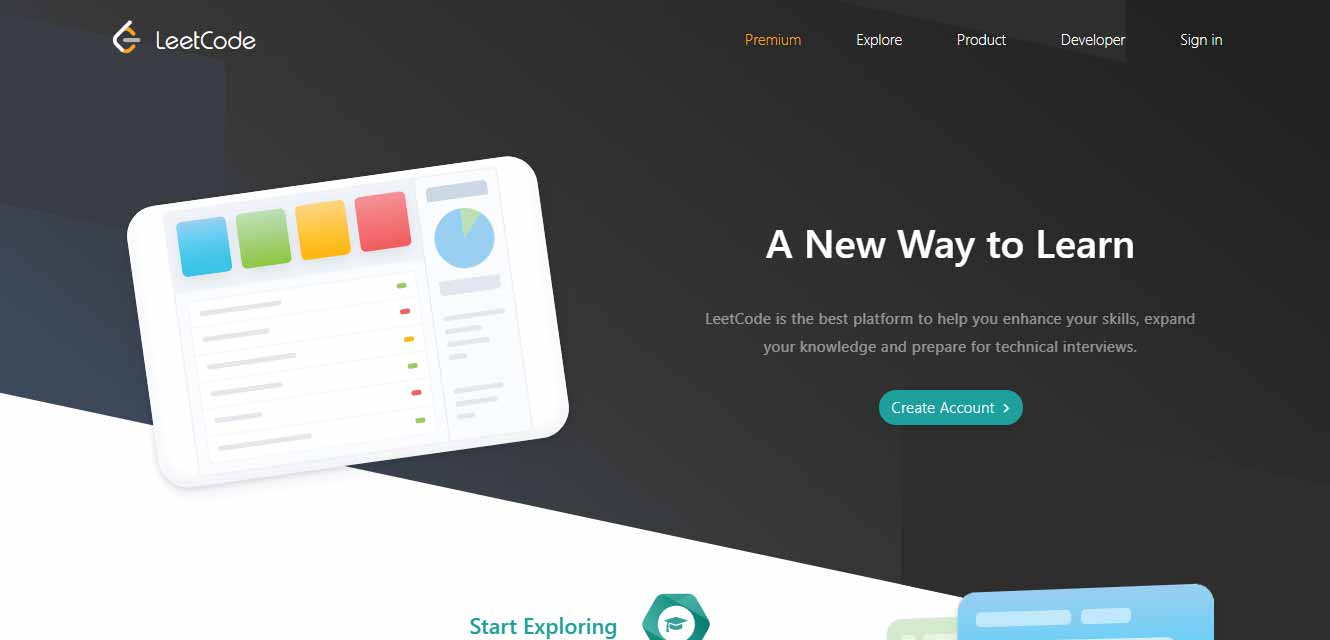 LeetCode
Premium
Explore
Product
Developer
Sign in
A New Way to Learn
LeetCode is the best platform to help you enhance your skills, expand
your knowledge and prepare for technical interviews.
Create Account
Start Exploring